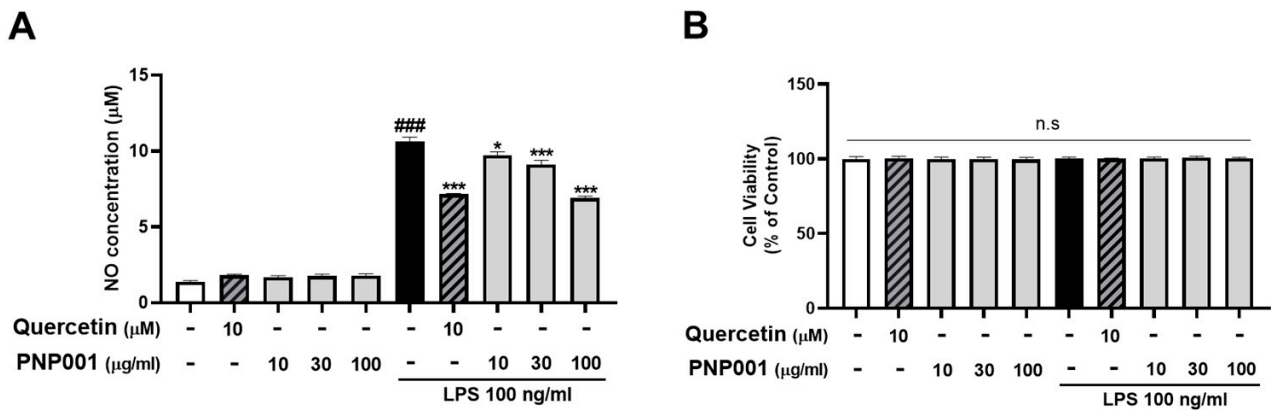 A
NO concentration (μM)
15
10
5
0
###
***
*
***
***
Quercetin (μM) - 10 - - - - 10 - - -
PNP001 (μg/ml) - - 10 30 100 - - 10 30 100
LPS 100 ng/ml
B
Cell Viability
(% of Control)
150
100
50
0
n.s
Quercetin (μM) - 10 - - - - 10 - - -
PNP001 (μg/ml) - - 10 30 100 - - 10 30 100
LPS 100 ng/ml